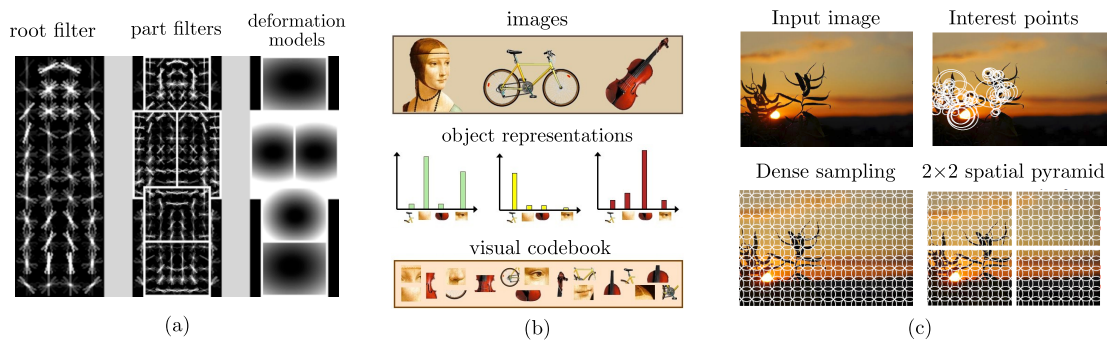 root filter
part filters
deformation
models
(a)
images
object representations
visual codebook
(b)
Input image
Interest points
Dense sampling
2×2 spatial pyramid
(c)